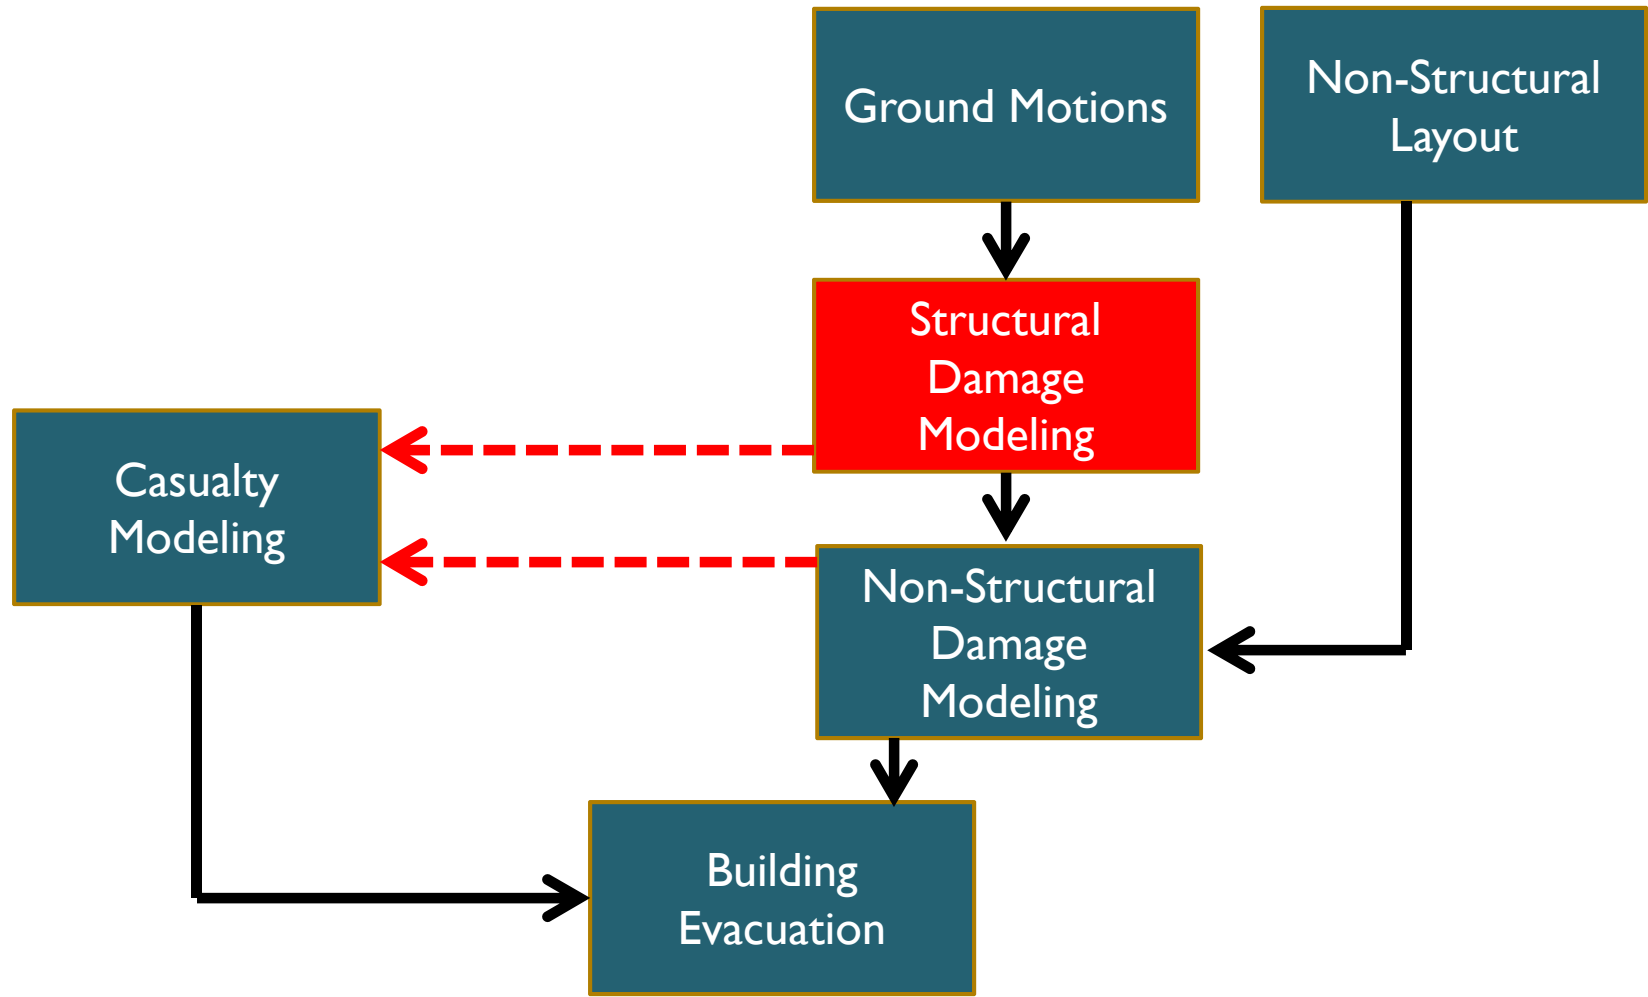 Ground Motions
Non-Structural
Layout
Structural
Damage
Modeling
Casualty
Modeling
Non-Structural
Damage
Modeling
Building
Evacuation